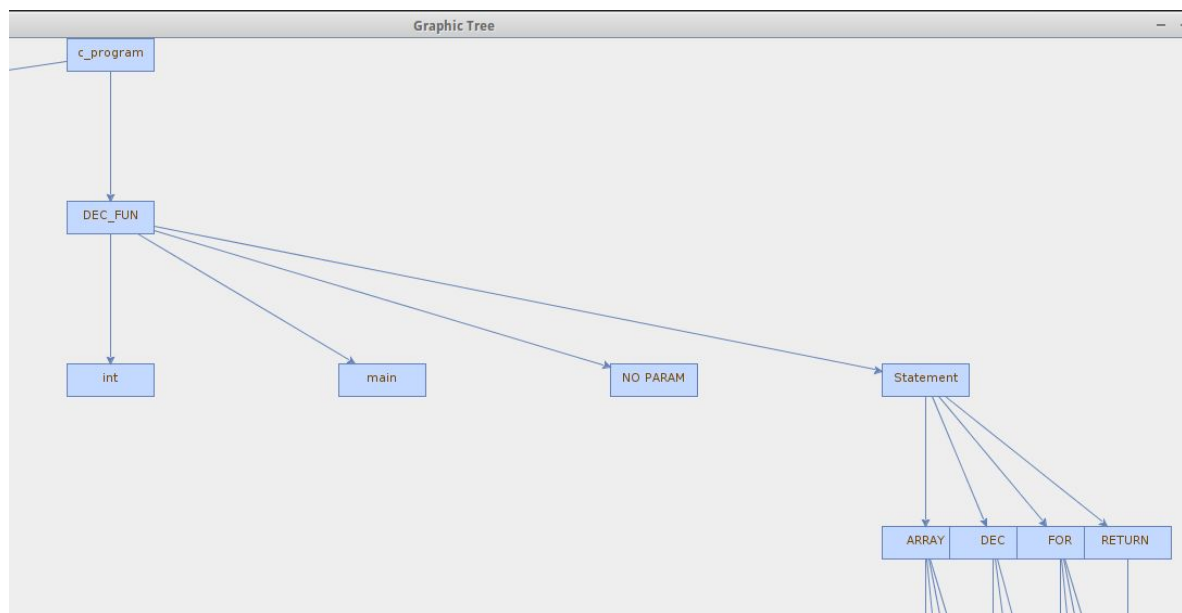 Graphic Tree
c_program
DEC_FUN
int
main
NO PARAM
Statement
ARRAY
DEC
FOR
RETURN